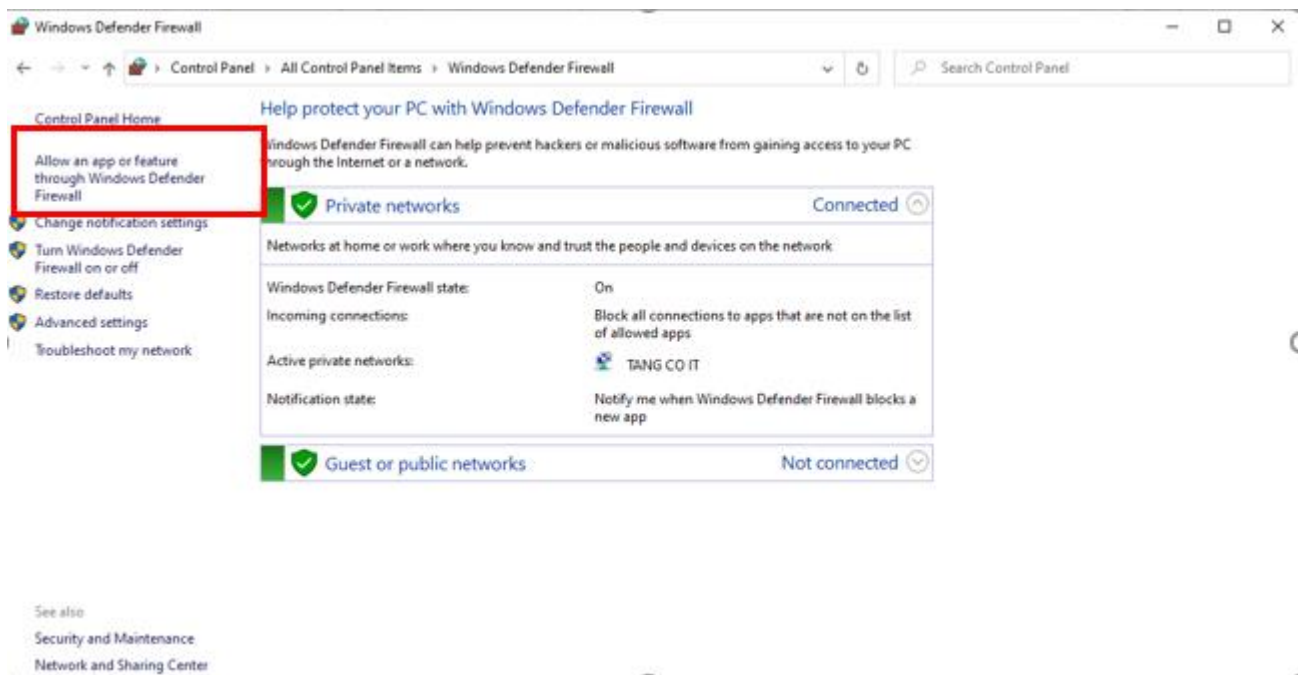 Windows Defender Firewall
Control Panel › All Control Panel Items › Windows Defender Firewall
Search Control Panel
Control Panel Home
Allow an app or feature
through Windows Defender
Firewall
Change notification settings
Turn Windows Defender
Firewall on or off
Restore defaults
Advanced settings
Troubleshoot my network
See also
Security and Maintenance
Network and Sharing Center
Help protect your PC with Windows Defender Firewall
Windows Defender Firewall can help prevent hackers or malicious software from gaining access to your PC
through the Internet or a network.
Private networks
Connected
Networks at home or work where you know and trust the people and devices on the network
Windows Defender Firewall state:
On
Incoming connections:
Block all connections to apps that are not on the list
of allowed apps
Active private networks:
TANG CO IT
Notification state:
Notify me when Windows Defender Firewall blocks a
new app
Guest or public networks
Not connected